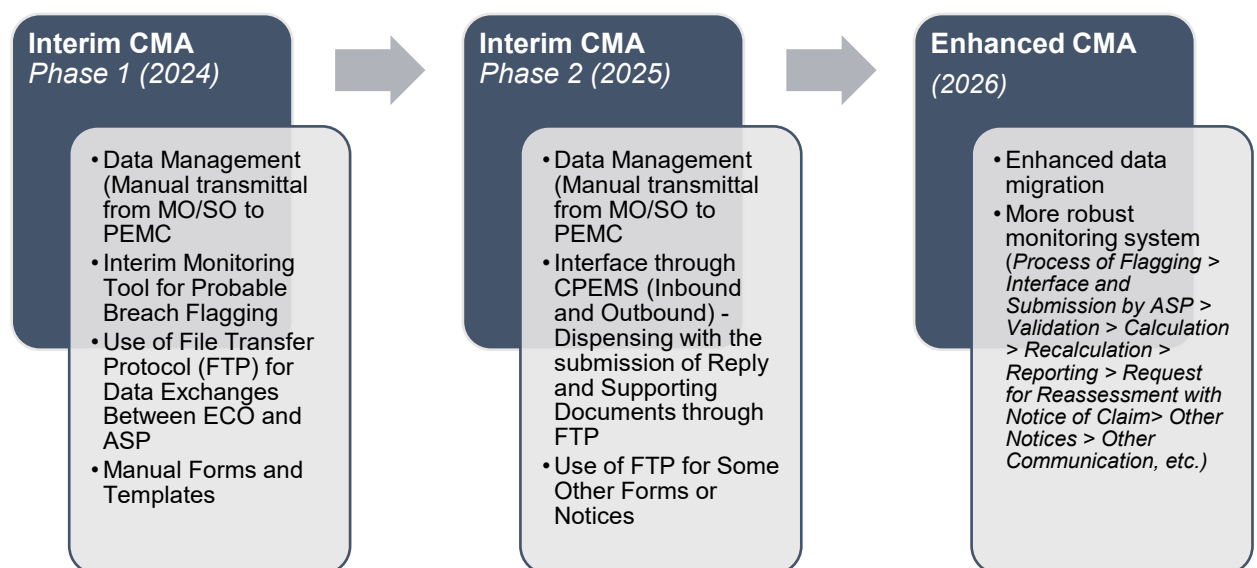 Interim CMA
Phase 1 (2024)
• Data Management
(Manual transmittal
from MO/SO to
PEMC
• Interim Monitoring
Tool for Probable
Breach Flagging
• Use of File Transfer
Protocol (FTP) for
Data Exchanges
Between ECO and
ASP
• Manual Forms and
Templates
Interim CMA
Phase 2 (2025)
• Data Management
(Manual transmittal
from MO/SO to
PEMC
• Interface through
CPEMS (Inbound
and Outbound) -
Dispensing with the
submission of Reply
and Supporting
Documents through
FTP
• Use of FTP for Some
Other Forms or
Notices
Enhanced CMA
(2026)
• Enhanced data
migration
• More robust
monitoring system
(Process of Flagging >
Interface and
Submission by ASP >
Validation > Calculation
> Recalculation >
Reporting > Request
for Reassessment with
Notice of Claim> Other
Notices > Other
Communication, etc.)